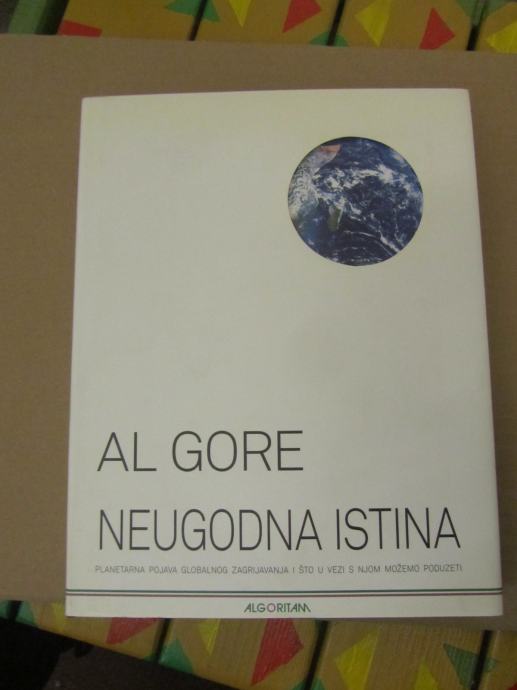 AL GORE
NEUGODNA ISTINA
PLANETARNA POJAVA GLOBALNOG ZAGRIJAVANJA I ŠTO U VEZI S NJOM MOŽEMO PODUZETI
ALGORITAM